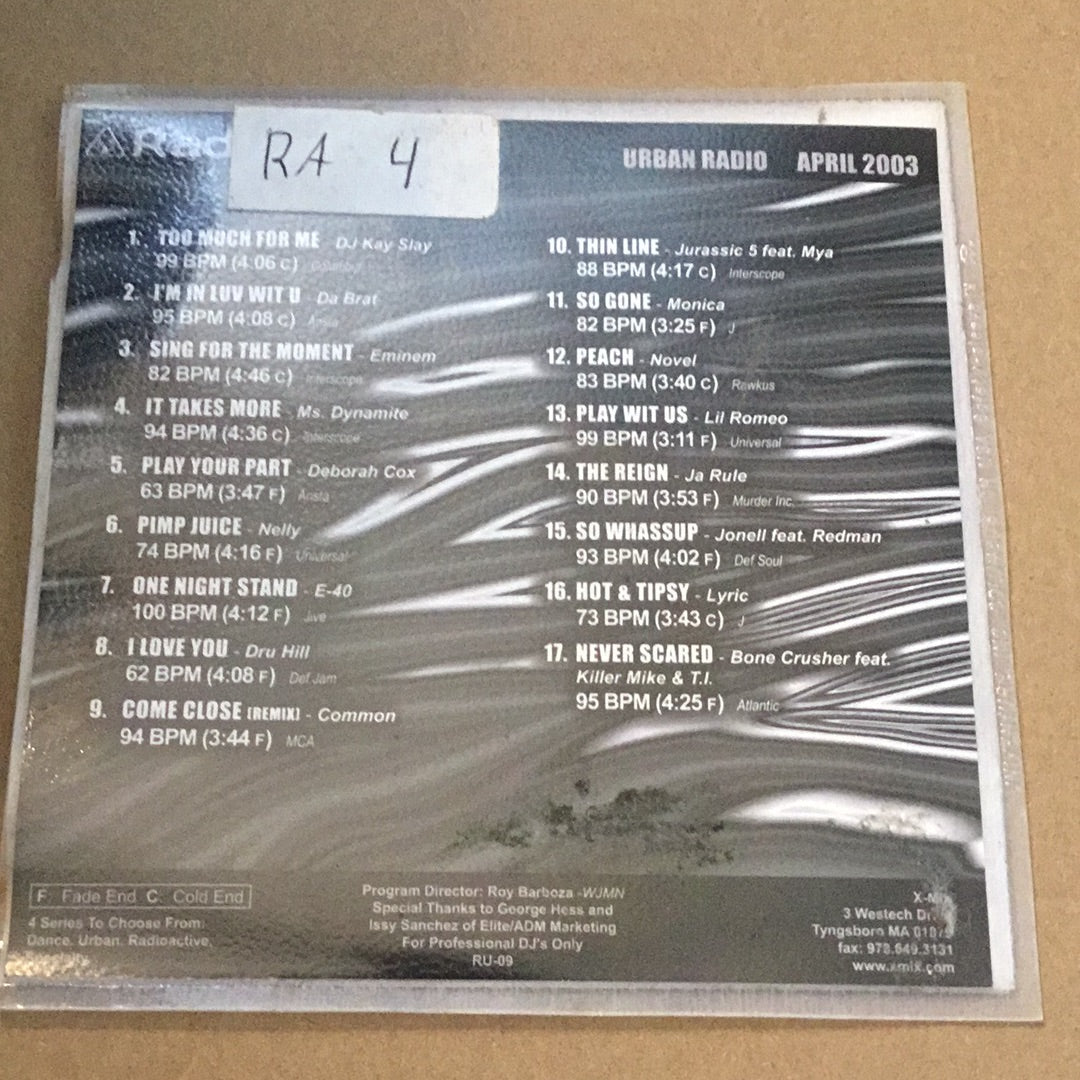 RA 4
URBAN RADIO APRIL 2003
1. TOO MUCH FOR ME - DJ Kay Slay
99 BPM (4:06 C)
2. I'M IN LUV WIT U - Da Brat
95 BPM (4:08 C) Arista
3. SING FOR THE MOMENT - Eminem
82 BPM (4:46 C) Interscope
4. IT TAKES MORE - Ms. Dynamite
94 BPM (4:36 C) Interscope
5. PLAY YOUR PART - Deborah Cox
63 BPM (3:47 F) Arista
6. PIMP JUICE - Nelly
74 BPM (4:16 F) Universal
7. ONE NIGHT STAND - E-40
100 BPM (4:12 F) Jive
8. I LOVE YOU - Dru Hill
62 BPM (4:08 F) Def Jam
9. COME CLOSE [REMIX] - Common
94 BPM (3:44 F) MCA
10. THIN LINE - Jurassic 5 feat. Mya
88 BPM (4:17 C) Interscope
11. SO GONE - Monica
82 BPM (3:25 F) J
12. PEACH - Novel
83 BPM (3:40 C) Rawkus
13. PLAY WIT US - Lil Romeo
99 BPM (3:11 F) Universal
14. THE REIGN - Ja Rule
90 BPM (3:53 F) Murder Inc.
15. SO WHASSUP - Jonell feat. Redman
93 BPM (4:02 F) Def Soul
16. HOT & TIPSY - Lyric
73 BPM (3:43 C) J
17. NEVER SCARED - Bone Crusher feat.
Killer Mike & T.I.
95 BPM (4:25 F) Atlantic
F: Fade End C: Cold End
4 Series To Choose From:
Dance, Urban, Radioactive,
Program Director: Roy Barboza -WJMN
Special Thanks to George Hess and
Issy Sanchez of Elite/ADM Marketing
For Professional DJ's Only
RU-09
3 Westech Dr.
Tyngsboro MA
fax: 978.649.3131
www.xmix.com